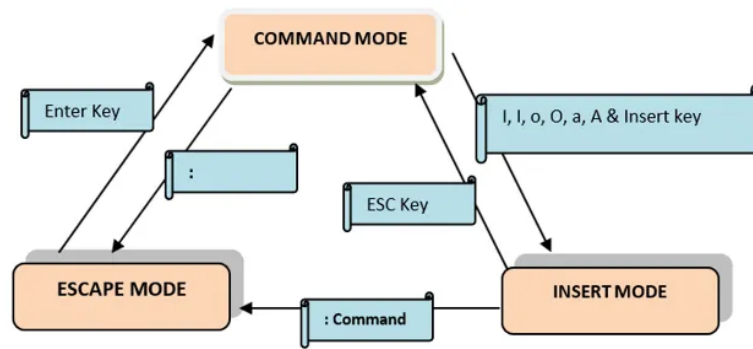 COMMAND MODE
Enter Key
I, I, o, O, a, A & Insert key
:
ESC Key
ESCAPE MODE
INSERT MODE
: Command